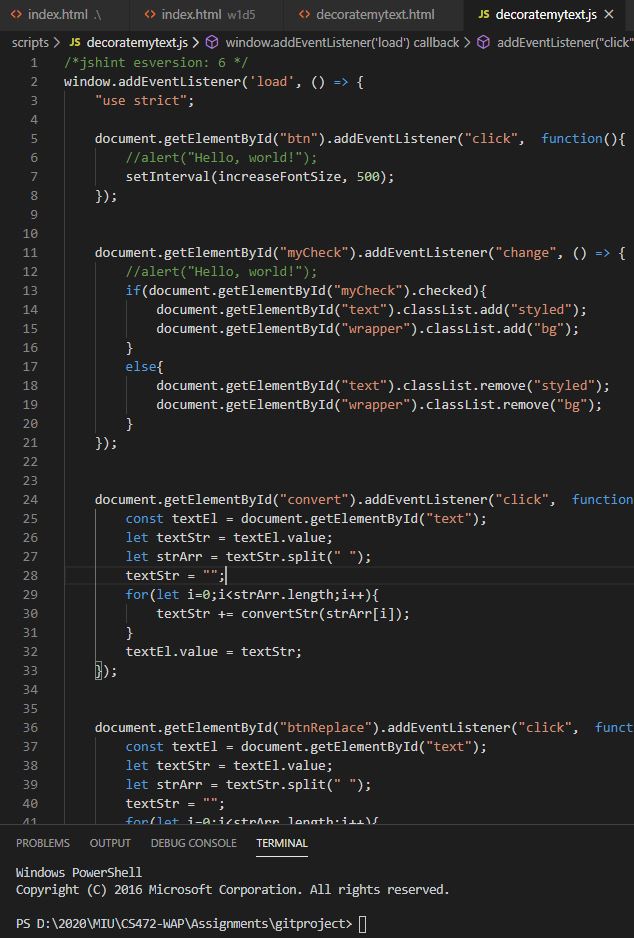 index.html .\ index.html w1d5 decoratemytext.html JS decoratemytext.js ×
scripts > JS decoratemytext.js > window.addEventListener('load') callback > addEventListener("click"
1 /*jshint esversion: 6 */
2 window.addEventListener('load', () => {
3 "use strict";
4
5 document.getElementById("btn").addEventListener("click",  function(){
6 //alert("Hello, world!");
7 setInterval(increaseFontSize, 500);
8 });
9
10
11 document.getElementById("myCheck").addEventListener("change", () => {
12 //alert("Hello, world!");
13 if(document.getElementById("myCheck").checked){
14 document.getElementById("text").classList.add("styled");
15 document.getElementById("wrapper").classList.add("bg");
16 }
17 else{
18 document.getElementById("text").classList.remove("styled");
19 document.getElementById("wrapper").classList.remove("bg");
20 }
21 });
22
23
24 document.getElementById("convert").addEventListener("click",  function
25 const textEl = document.getElementById("text");
26 let textStr = textEl.value;
27 let strArr = textStr.split(" ");
28 textStr = "";
29 for(let i=0;i<strArr.length;i++){
30 textStr += convertStr(strArr[i]);
31 }
32 textEl.value = textStr;
33 });
34
35
36 document.getElementById("btnReplace").addEventListener("click",  funct
37 const textEl = document.getElementById("text");
38 let textStr = textEl.value;
39 let strArr = textStr.split(" ");
40 textStr = "";
41 for(let i=0;i<strArr.length;i++){
PROBLEMS OUTPUT DEBUG CONSOLE TERMINAL
Windows PowerShell
Copyright (C) 2016 Microsoft Corporation. All rights reserved.
PS D:\2020\MIU\CS472-WAP\Assignments\gitproject>